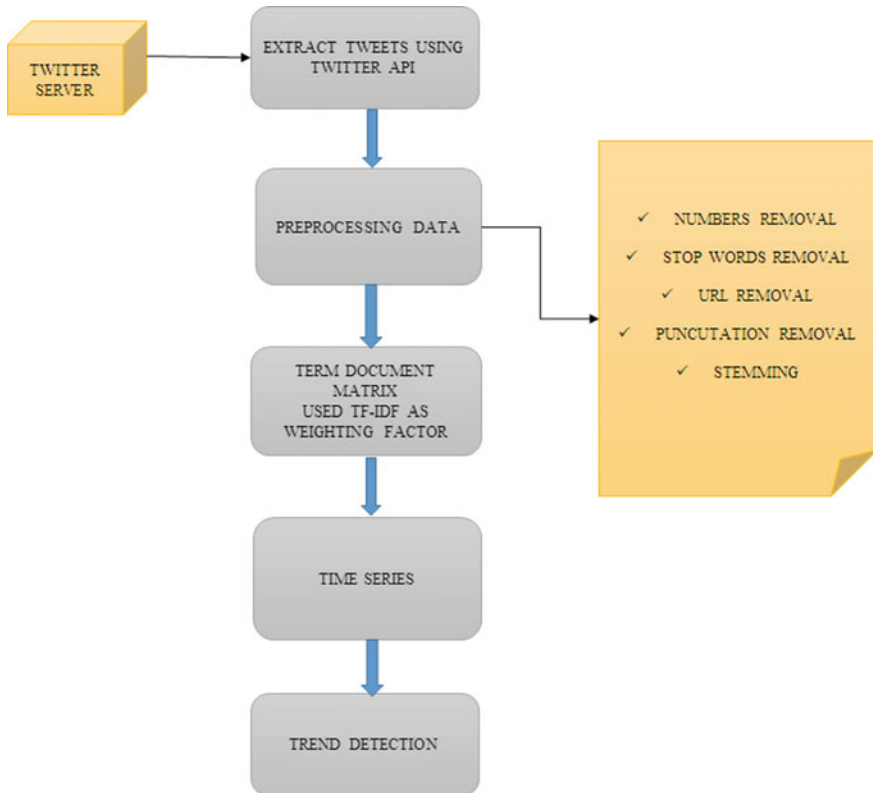 EXTRACT TWEETS USING
TWITTER API
TWITTER
SERVER
PREPROCESSING DATA
✓ NUMBERS REMOVAL
✓ STOP WORDS REMOVAL
✓ URL REMOVAL
✓ PUNCUTATION REMOVAL
✓ STEMMING
TERM DOCUMENT
MATRIX
USED TF-IDF AS
WEIGHTING FACTOR
TIME SERIES
TREND DETECTION